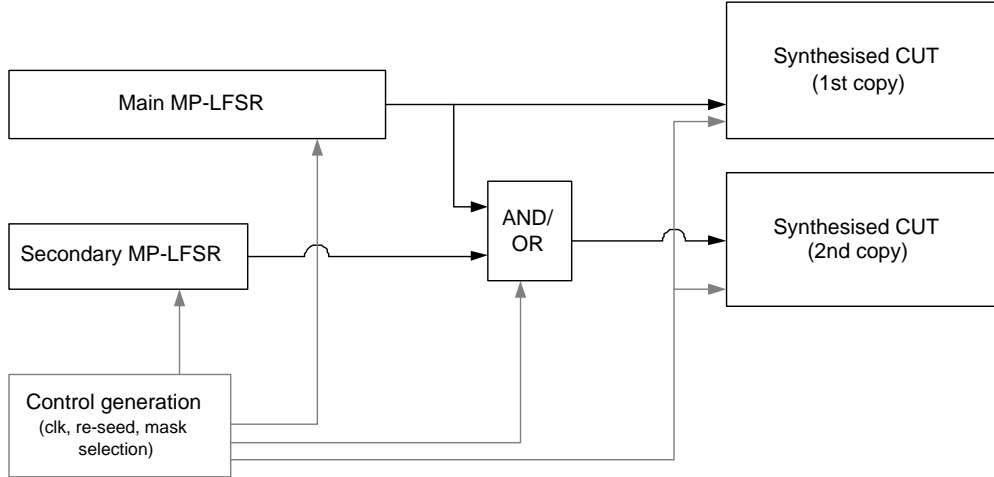 Synthesised CUT
(1st copy)
Main MP-LFSR
AND/
OR
Synthesised CUT
(2nd copy)
Secondary MP-LFSR
Control generation
(clk, re-seed, mask
selection)